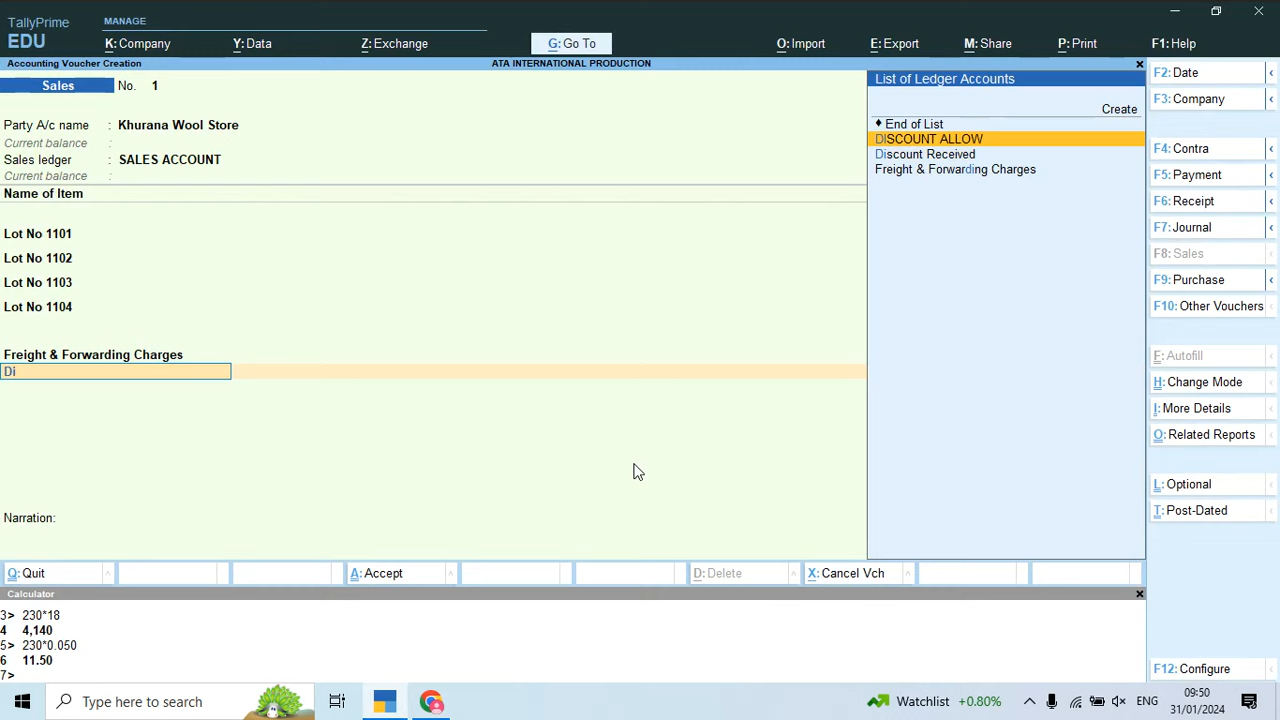 TallyPrime
EDU
MANAGE
K: Company
Y: Data
Z: Exchange
G: Go To
O: Import
E: Export
M: Share
P: Print
F1: Help
Accounting Voucher Creation
ATA INTERNATIONAL PRODUCTION
Sales No. 1
Party A/c name : Khurana Wool Store
Current balance :
Sales ledger : SALES ACCOUNT
Current balance :
Name of Item
Lot No 1101
Lot No 1102
Lot No 1103
Lot No 1104
Freight & Forwarding Charges
Di
Narration:
List of Ledger Accounts
Create
♦ End of List
DISCOUNT ALLOW
Discount Received
Freight & Forwarding Charges
F2: Date
F3: Company
F4: Contra
F5: Payment
F6: Receipt
F7: Journal
F8: Sales
F9: Purchase
F10: Other Vouchers
F: Autofill
H: Change Mode
I: More Details
O: Related Reports
L: Optional
T: Post-Dated
F12: Configure
Q: Quit
A: Accept
D: Delete
X: Cancel Vch
Calculator
3> 230*18
4 4,140
5> 230*0.050
6 11.50
7>
Type here to search
Watchlist +0.80%
ENG
09:50
31/01/2024